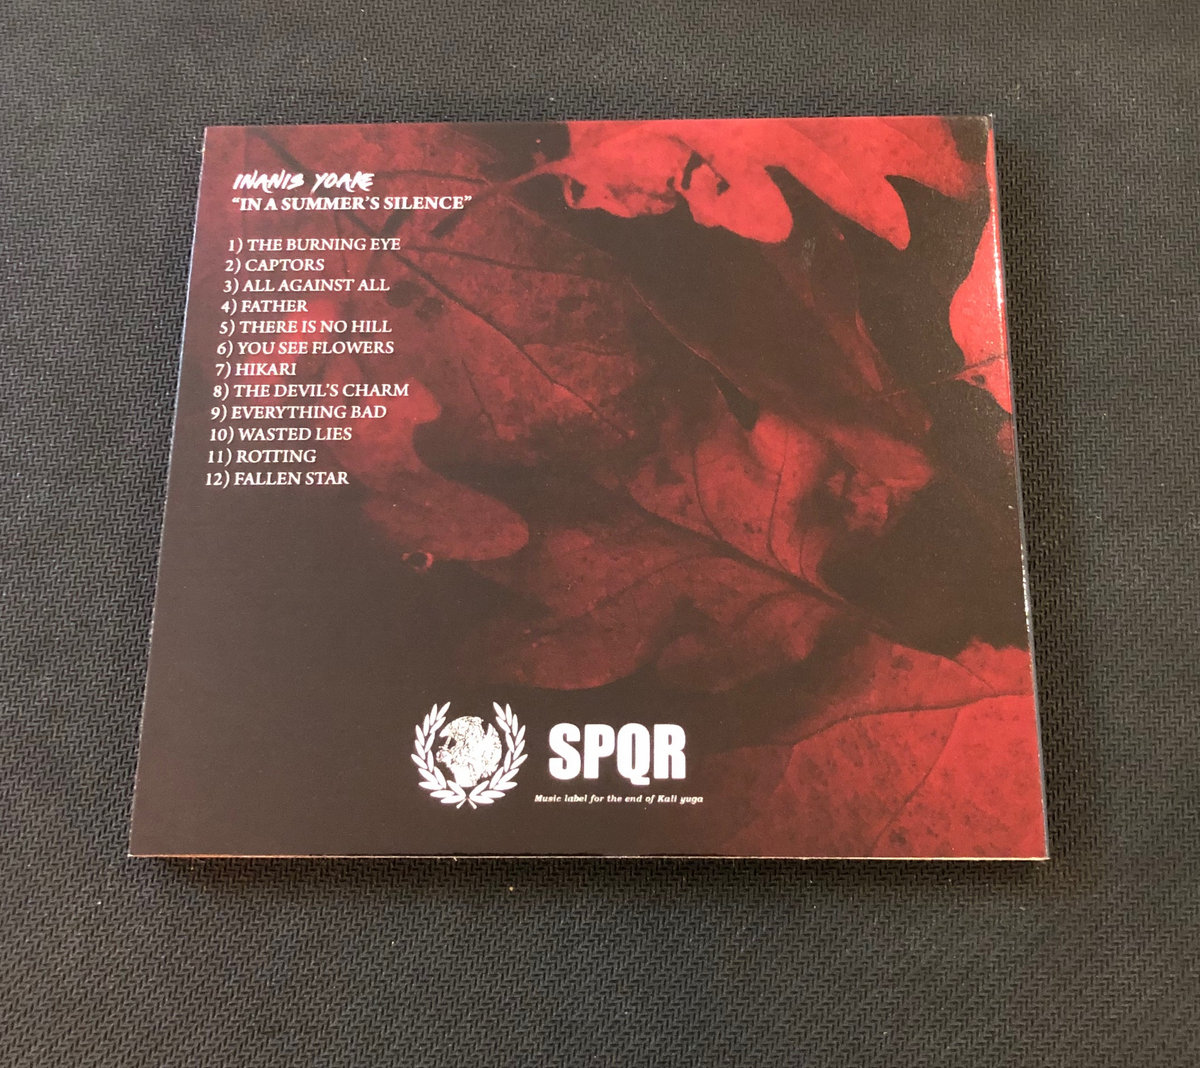 INANIS YOAKE
“IN A SUMMER’S SILENCE”
1) THE BURNING EYE
2) CAPTORS
3) ALL AGAINST ALL
4) FATHER
5) THERE IS NO HILL
6) YOU SEE FLOWERS
7) HIKARI
8) THE DEVIL’S CHARM
9) EVERYTHING BAD
10) WASTED LIES
11) ROTTING
12) FALLEN STAR
SPQR
Music label for the end of Kali yuga